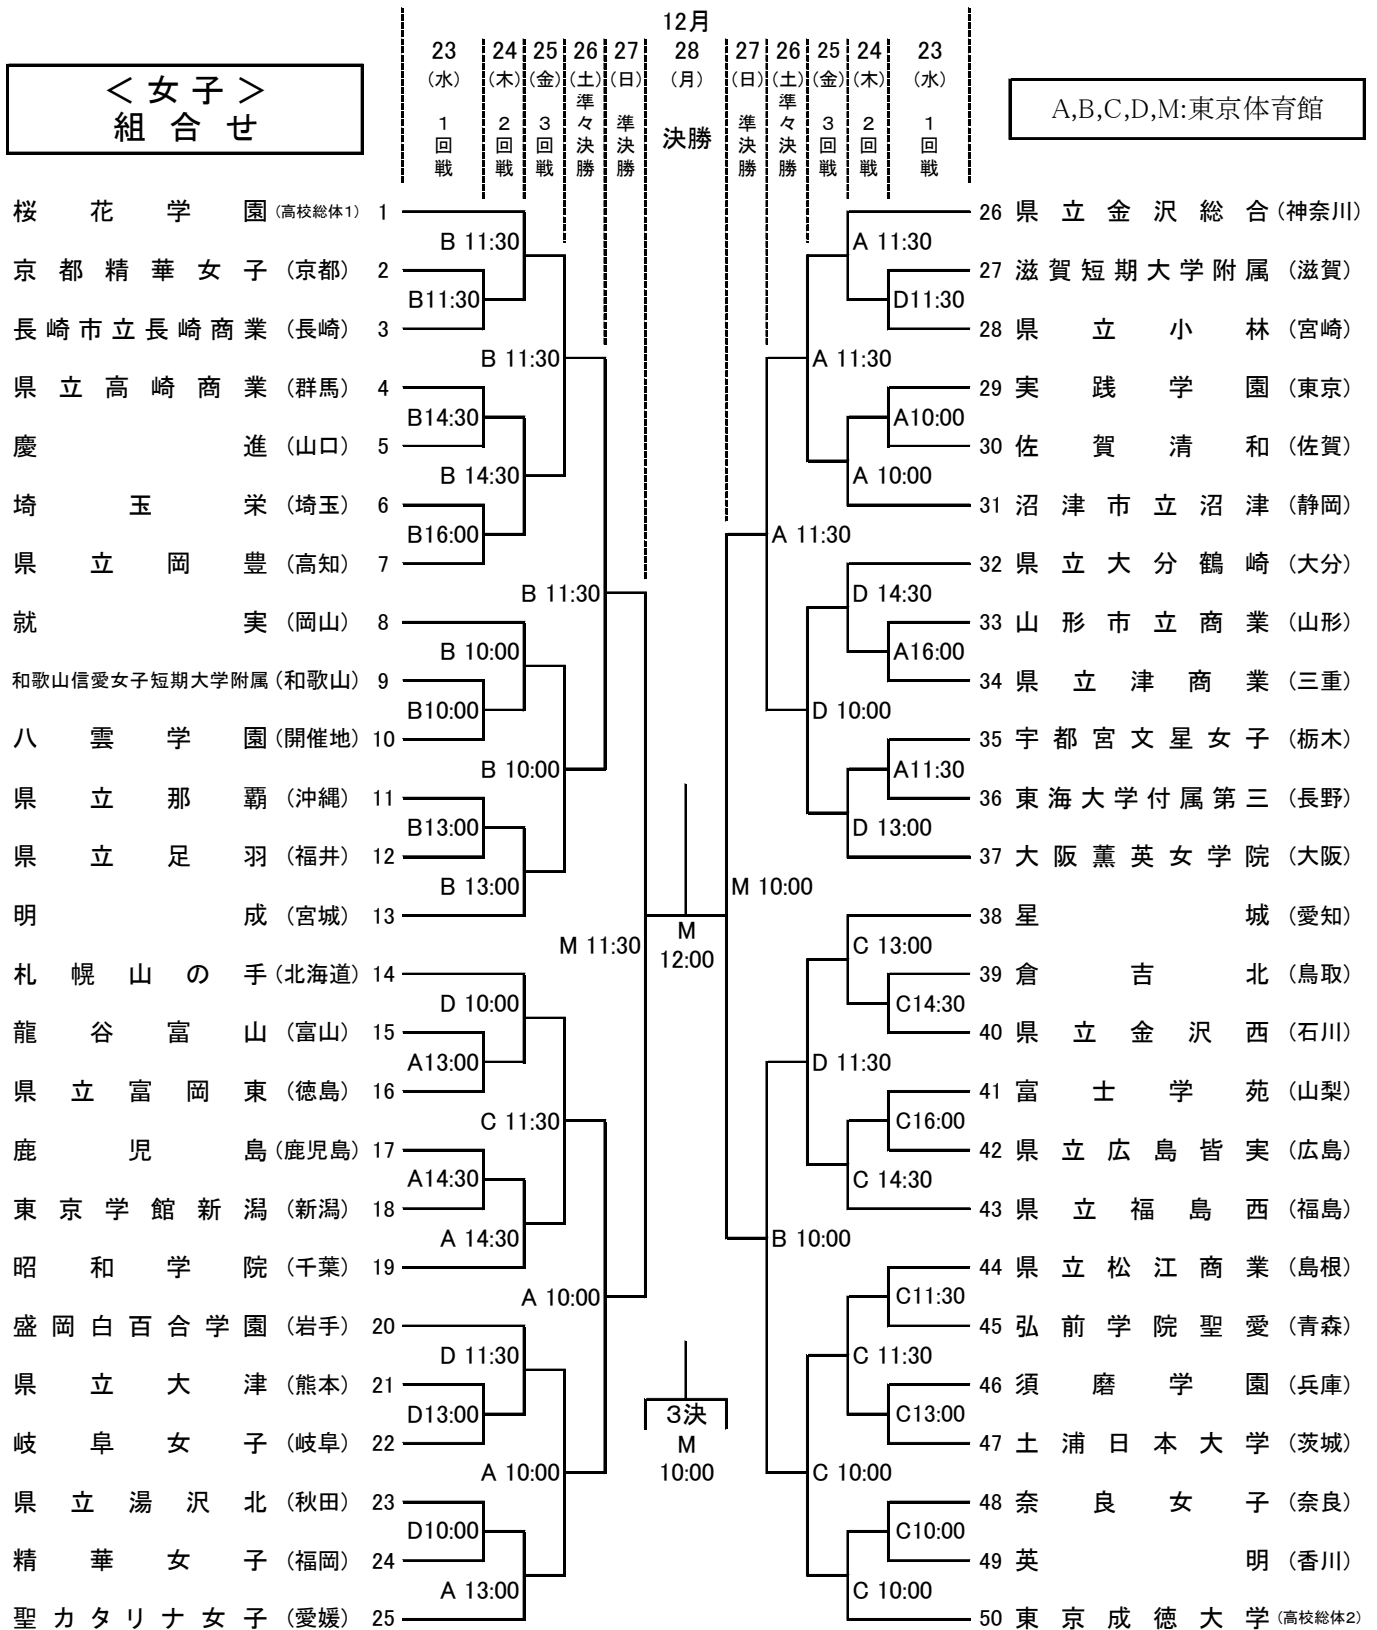 12月
23 24 25 26 27 28 27 26 25 24 23
(水) (木) (金) (土) (日) (月) (日) (土) (金) (木) (水)
1回戦 2回戦 3回戦 準々決勝 準決勝 決勝 準決勝 準々決勝 3回戦 2回戦 1回戦
＜女子＞
組合せ
A,B,C,D,M:東京体育館
桜花学園 (高校総体1) 1
B 11:30
京都精華女子 (京都) 2
B11:30
長崎市立長崎商業 (長崎) 3
B 11:30
県立高崎商業 (群馬) 4
B14:30
慶進 (山口) 5
B 14:30
埼玉栄 (埼玉) 6
B16:00
県立岡豊 (高知) 7
B 11:30
就実 (岡山) 8
B 10:00
和歌山信愛女子短期大学附属 (和歌山) 9
B10:00
八雲学園 (開催地) 10
B 10:00
県立那覇 (沖縄) 11
B13:00
県立足羽 (福井) 12
B 13:00
明成 (宮城) 13
M 11:30
札幌山の手 (北海道) 14
D 10:00
龍谷富山 (富山) 15
A13:00
県立富岡東 (徳島) 16
C 11:30
鹿児島 (鹿児島) 17
A14:30
東京学館新潟 (新潟) 18
A 14:30
昭和学院 (千葉) 19
A 10:00
盛岡白百合学園 (岩手) 20
D 11:30
県立大津 (熊本) 21
D13:00
岐阜女子 (岐阜) 22
A 10:00
県立湯沢北 (秋田) 23
D10:00
精華女子 (福岡) 24
A 13:00
聖カタリナ女子 (愛媛) 25
M
12:00
3決
M
10:00
26 県立金沢総合 (神奈川)
A 11:30
27 滋賀短期大学附属 (滋賀)
D11:30
28 県立小林 (宮崎)
A 11:30
29 実践学園 (東京)
A10:00
30 佐賀清和 (佐賀)
A 10:00
31 沼津市立沼津 (静岡)
A 11:30
32 県立大分鶴崎 (大分)
D 14:30
33 山形市立商業 (山形)
A16:00
34 県立津商業 (三重)
D 10:00
35 宇都宮文星女子 (栃木)
A11:30
36 東海大学付属第三 (長野)
D 13:00
37 大阪薫英女学院 (大阪)
M 10:00
38 星城 (愛知)
C 13:00
39 倉吉北 (鳥取)
C14:30
40 県立金沢西 (石川)
D 11:30
41 富士学苑 (山梨)
C16:00
42 県立広島皆実 (広島)
C 14:30
43 県立福島西 (福島)
B 10:00
44 県立松江商業 (島根)
C11:30
45 弘前学院聖愛 (青森)
C 11:30
46 須磨学園 (兵庫)
C13:00
47 土浦日本大学 (茨城)
C 10:00
48 奈良女子 (奈良)
C10:00
49 英明 (香川)
C 10:00
50 東京成徳大学 (高校総体2)